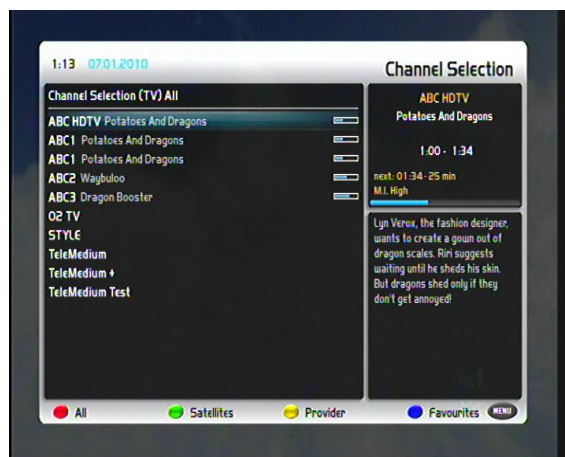 1:13 07.01.2010
Channel Selection
Channel Selection (TV) All
ABC HDTV Potatoes And Dragons
ABC1 Potatoes And Dragons
ABC1 Potatoes And Dragons
ABC2 Waybuloo
ABC3 Dragon Booster
O2 TV
STYLE
TeleMedium
TeleMedium +
TeleMedium Test
ABC HDTV
Potatoes And Dragons
1:00 - 1:34
next: 01:34-25 min
M.I. High
Lyn Verox, the fashion designer,
wants to create a gown out of
dragon scales. Riri suggests
waiting until he sheds his skin.
But dragons shed only if they
don't get annoyed!
All
Satellites
Provider
Favourites
MENU